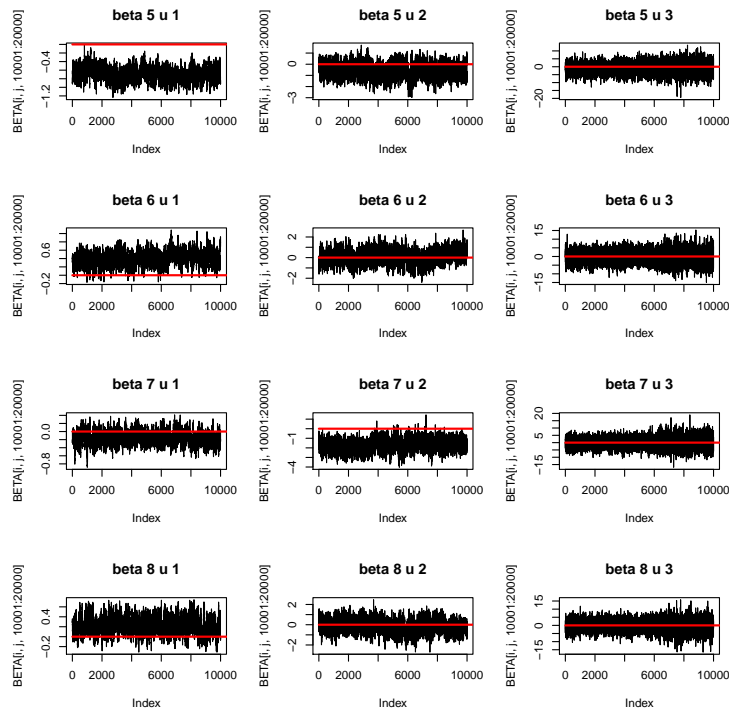 beta 5 u 1
BETA[i, j, 10001:20000]
−0.4
−1.2
0 2000 6000 10000
Index
beta 5 u 2
BETA[i, j, 10001:20000]
0
−3
0 2000 6000 10000
Index
beta 5 u 3
BETA[i, j, 10001:20000]
0
−20
0 2000 6000 10000
Index
beta 6 u 1
BETA[i, j, 10001:20000]
0.6
−0.2
0 2000 6000 10000
Index
beta 6 u 2
BETA[i, j, 10001:20000]
2
0
−2
0 2000 6000 10000
Index
beta 6 u 3
BETA[i, j, 10001:20000]
15
0
−15
0 2000 6000 10000
Index
beta 7 u 1
BETA[i, j, 10001:20000]
0.0
−0.8
0 2000 6000 10000
Index
beta 7 u 2
BETA[i, j, 10001:20000]
−1
−4
0 2000 6000 10000
Index
beta 7 u 3
BETA[i, j, 10001:20000]
20
5
−15
0 2000 6000 10000
Index
beta 8 u 1
BETA[i, j, 10001:20000]
0.4
−0.2
0 2000 6000 10000
Index
beta 8 u 2
BETA[i, j, 10001:20000]
2
0
−2
0 2000 6000 10000
Index
beta 8 u 3
BETA[i, j, 10001:20000]
15
0
−15
0 2000 6000 10000
Index